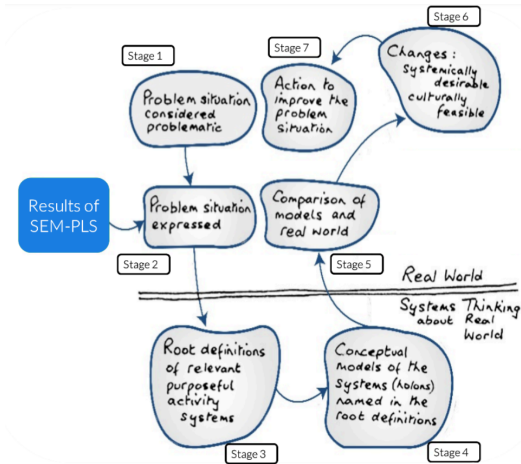 Stage 1
Problem situation
considered
problematic
Stage 7
Action to
improve the
problem
situation
Stage 6
Changes:
systemically
desirable
culturally
feasible
Results of
SEM-PLS
Problem situation
expressed
Stage 2
Comparison of
models and
real world
Stage 5
Real World
Systems Thinking
about Real
World
Root definitions
of relevant
purposeful
activity
systems
Stage 3
Conceptual
models of the
systems (holons)
named in the
root definitions
Stage 4